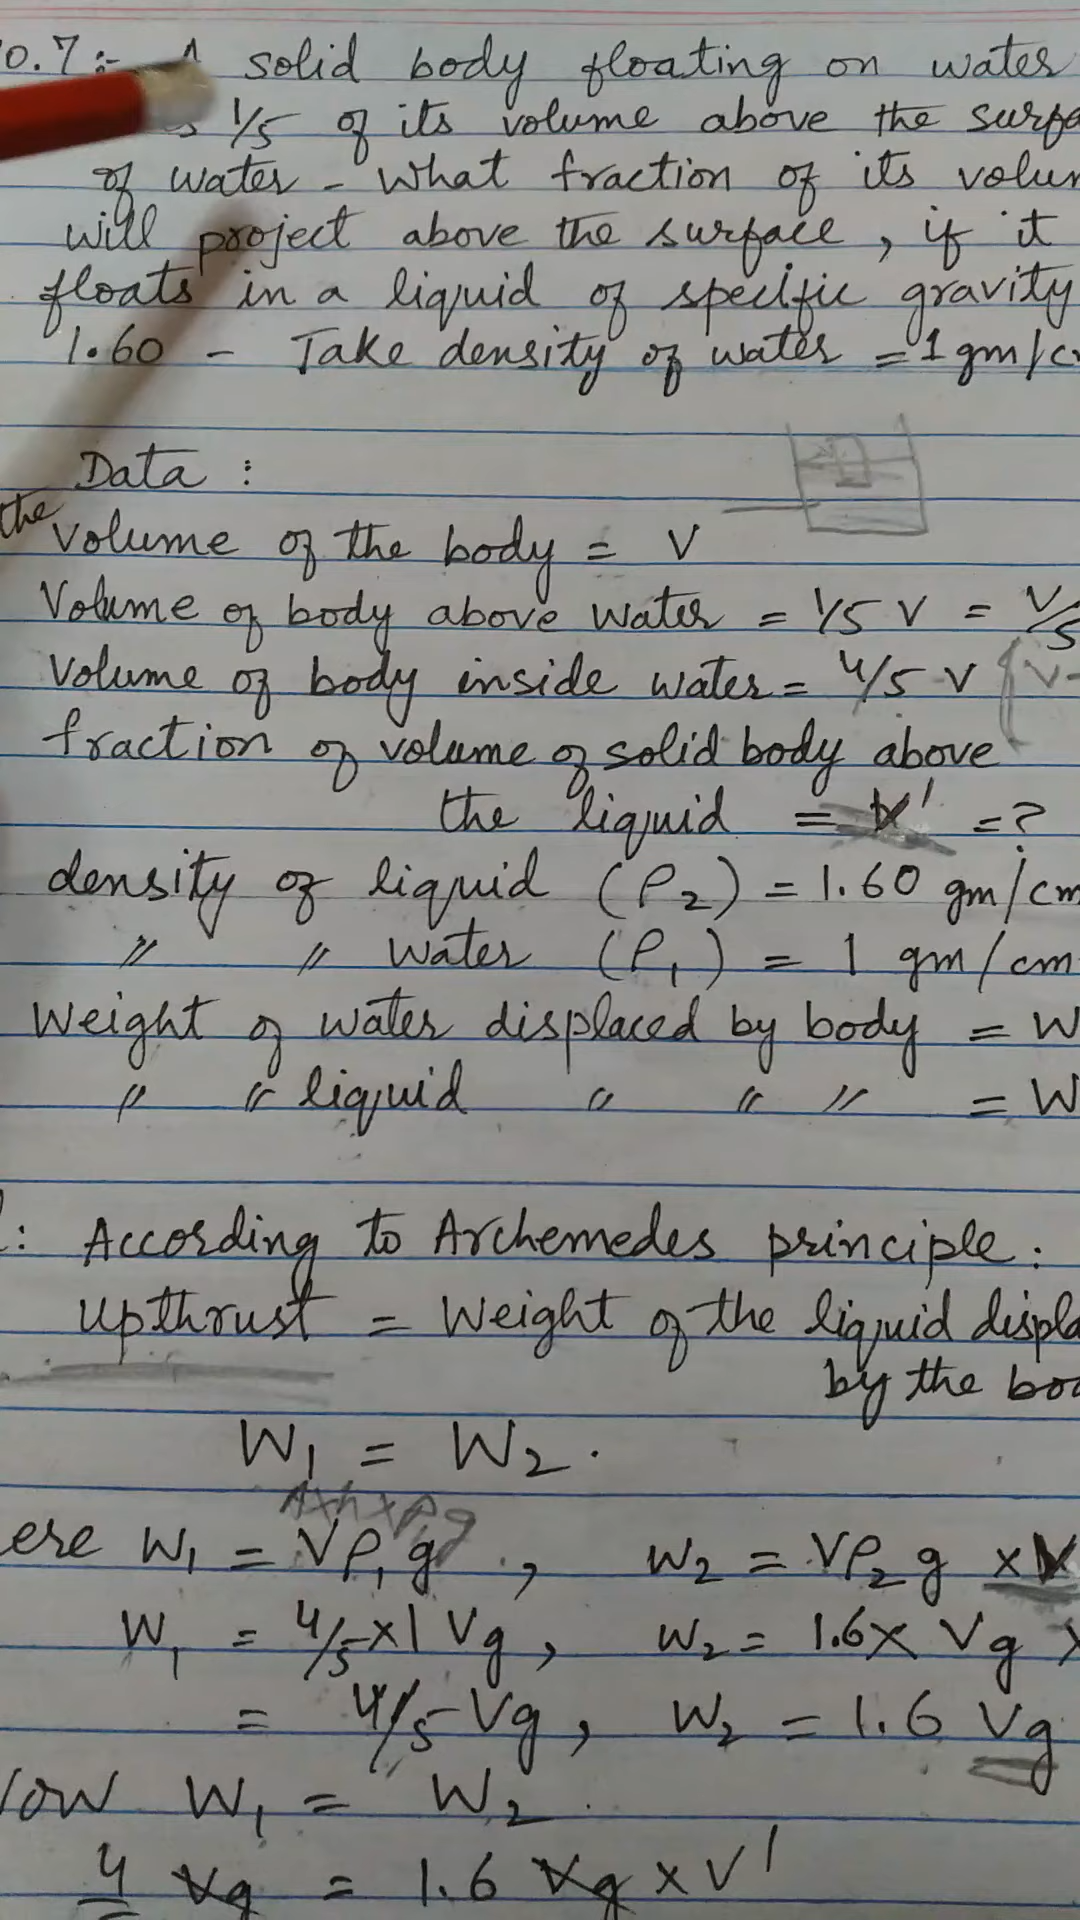 0.7:- A solid body floating on water
1/5 of its volume above the surfa
of water - What fraction of its volum
will project above the surface, if it
floats in a liquid of specific gravity
1.60 - Take density of water = 1 gm/c
Data :
the
Volume of the body = V
Volume of body above Water = 1/5 V = V/5
Volume of body inside water = 4/5 V { V-
fraction of volume of solid body above
the liquid = V' = ?
density of liquid (ρ2) = 1.60 gm/cm
〃 〃 Water (ρ1) = 1 gm/cm
Weight of water displaced by body = W
〃 〃 liquid 〃 〃 〃 = W
: According to Archemedes principle :
Upthrust = Weight of the liquid displa
by the bod
W1 = W2 .
A×h×ρg
ere W1 = Vρ1g , W2 = Vρ2g × V
W1 = 4/5×1 Vg , W2 = 1.6× Vg ×
= 4/5 Vg , W2 = 1.6 Vg
Now W1 = W2 .
4 Vg = 1.6 Vg × V'